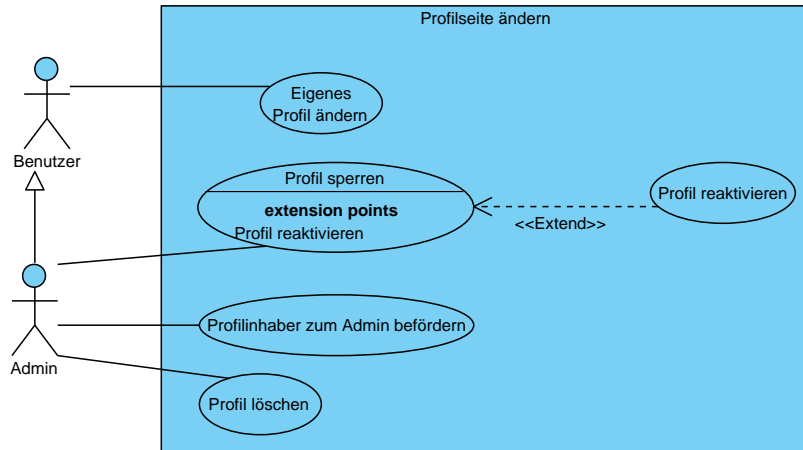 Profilseite ändern
Eigenes
Profil ändern
Benutzer
Profil sperren
extension points
Profil reaktivieren
<<Extend>>
Profil reaktivieren
Admin
Profilinhaber zum Admin befördern
Profil löschen